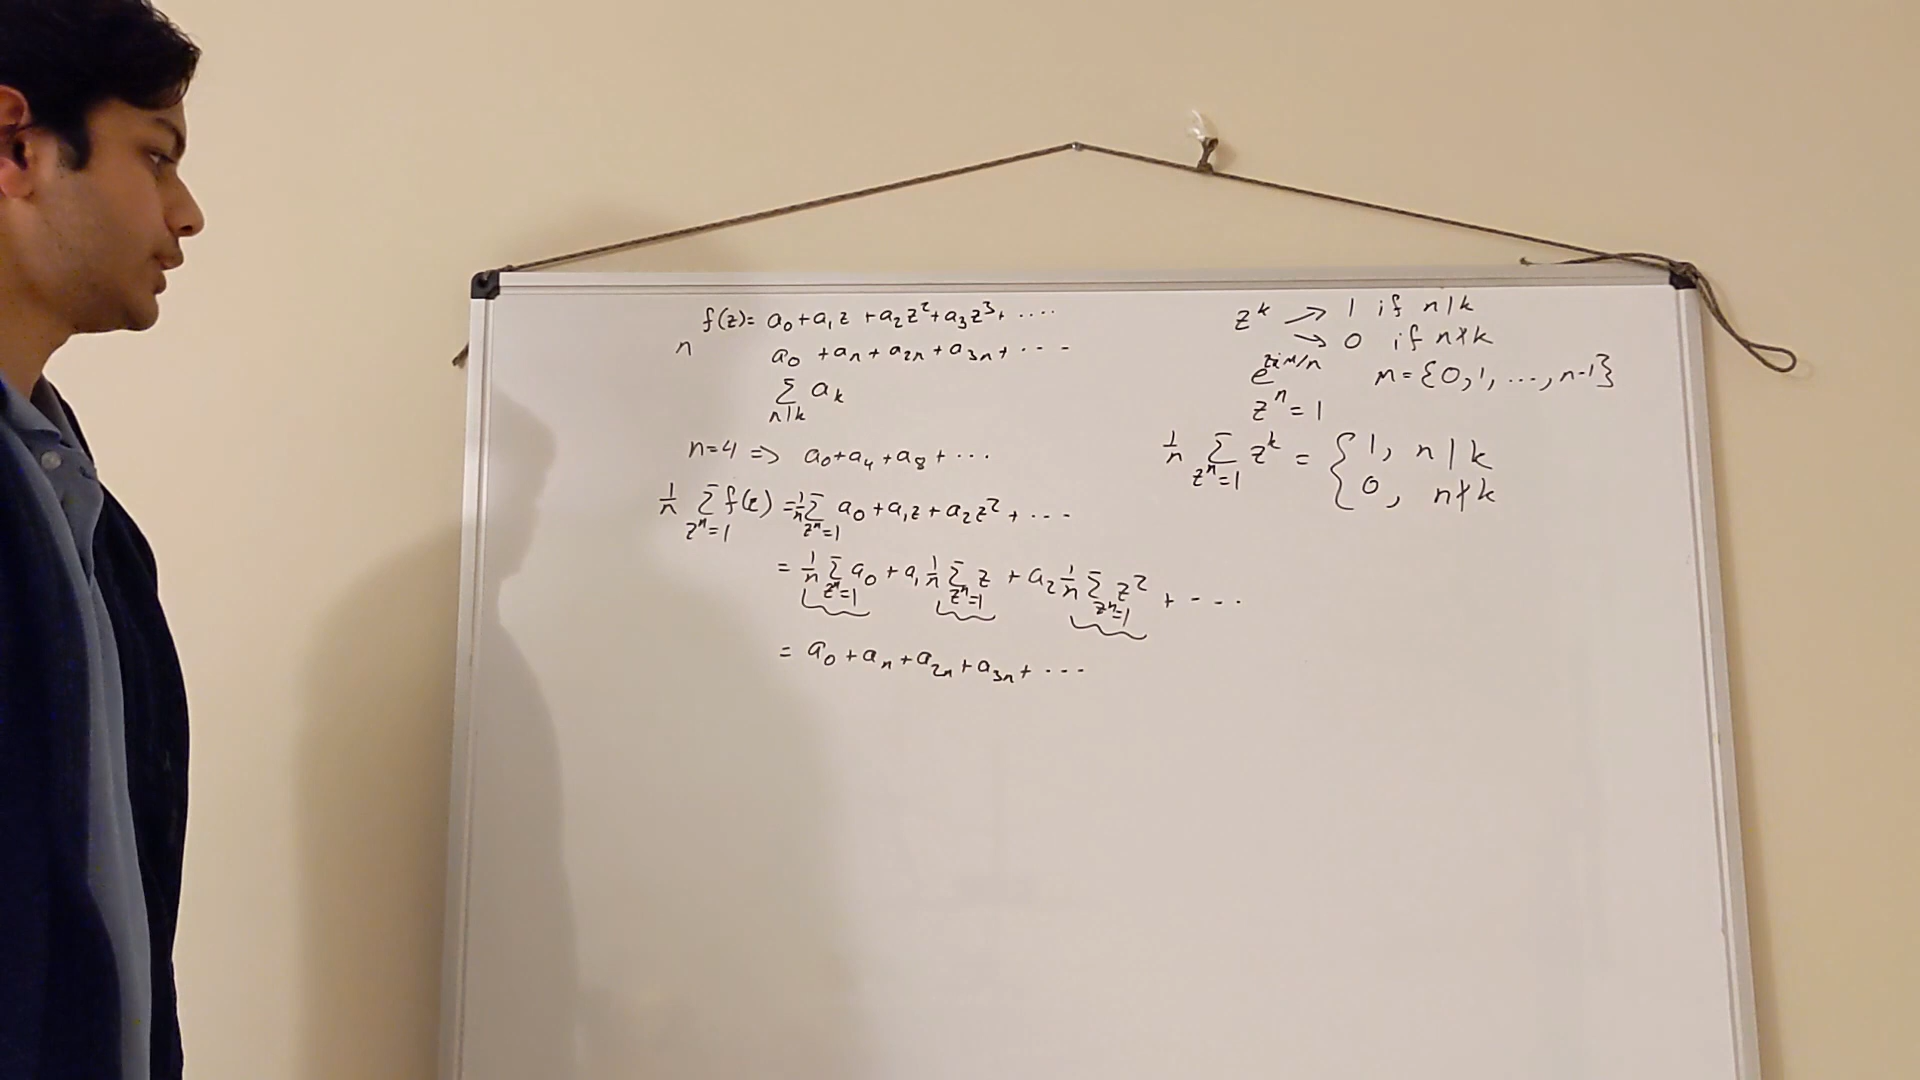 f(z)= a₀+a₁z+a₂z²+a₃z³+ ....
n a₀ +aₙ+a₂ₙ+a₃ₙ+ ...
Σ aₖ
n|k
n=4 => a₀+a₄+a₈+ ...
1/n Σ f(z) = 1/n Σ a₀+a₁z+a₂z²+ ...
zⁿ=1 zⁿ=1
= 1/n Σ a₀ + a₁ 1/n Σ z + a₂ 1/n Σ z² + ...
zⁿ=1 zⁿ=1 zⁿ=1
= a₀+aₙ+a₂ₙ+a₃ₙ+ ...
zᵏ → 1 if n|k
→ 0 if n∤k
m={0,1,...,n-1}
zⁿ=1
1/n Σ zᵏ = { 1, n|k
zⁿ=1 0, n∤k